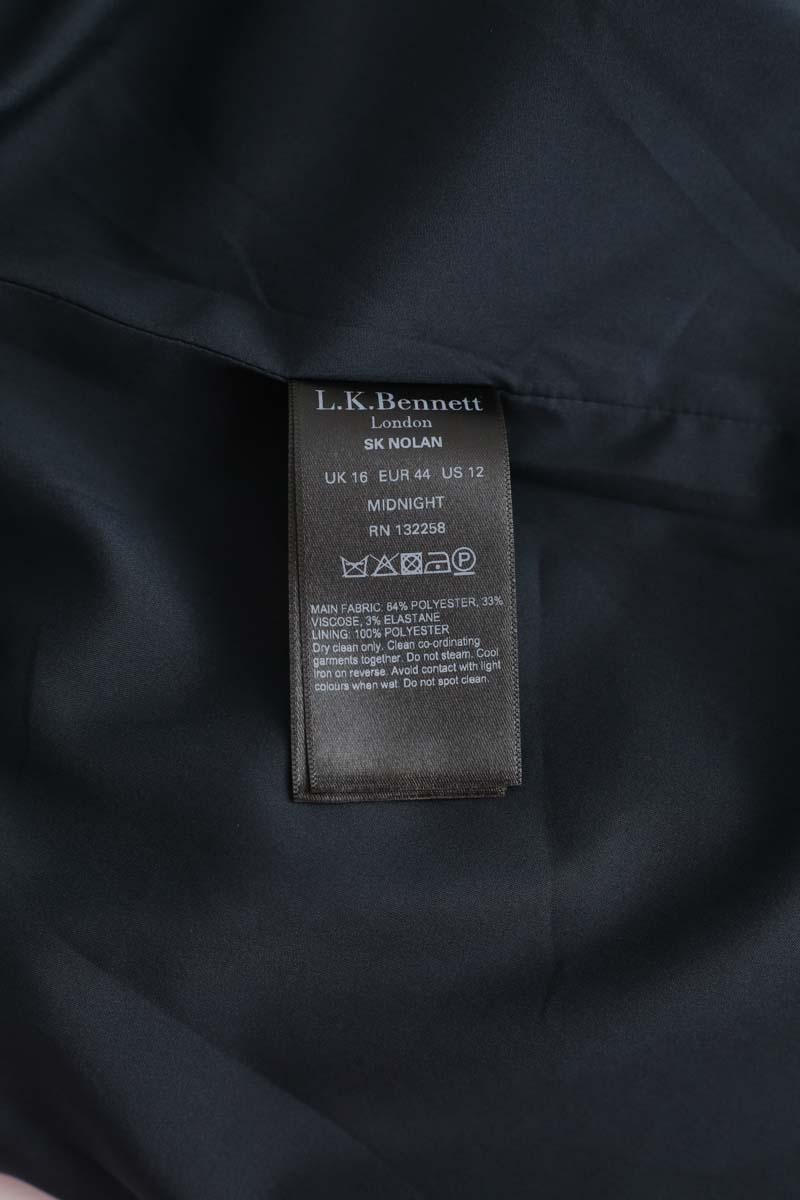 L.K.Bennett
London
SK NOLAN
UK 16 EUR 44 US 12
MIDNIGHT
RN 132258
P
MAIN FABRIC: 64% POLYESTER, 33%
VISCOSE, 3% ELASTANE
LINING: 100% POLYESTER
Dry clean only. Clean co-ordinating
garments together. Do not steam. Cool
iron on reverse. Avoid contact with light
colours when wet. Do not spot clean.